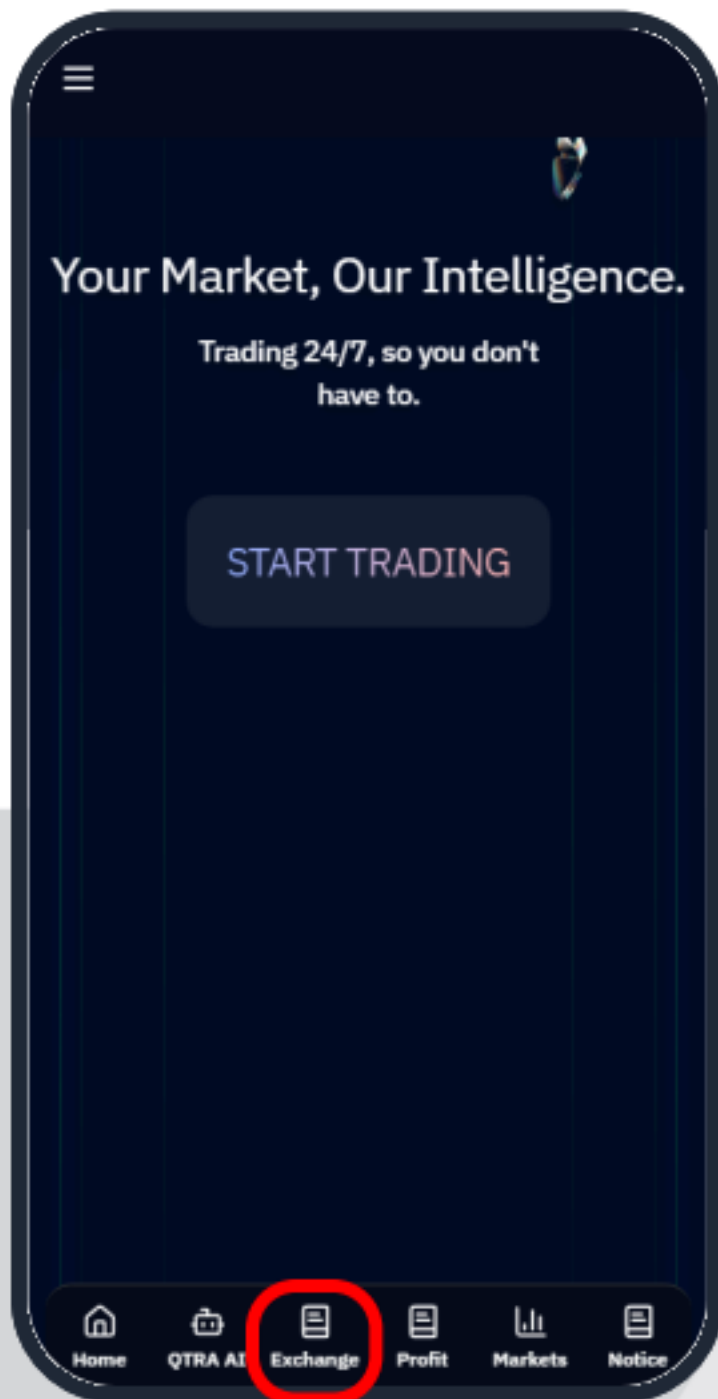 Your Market, Our Intelligence.
Trading 24/7, so you don't
have to.
START TRADING
Home QTRA AI Exchange Profit Markets Notice